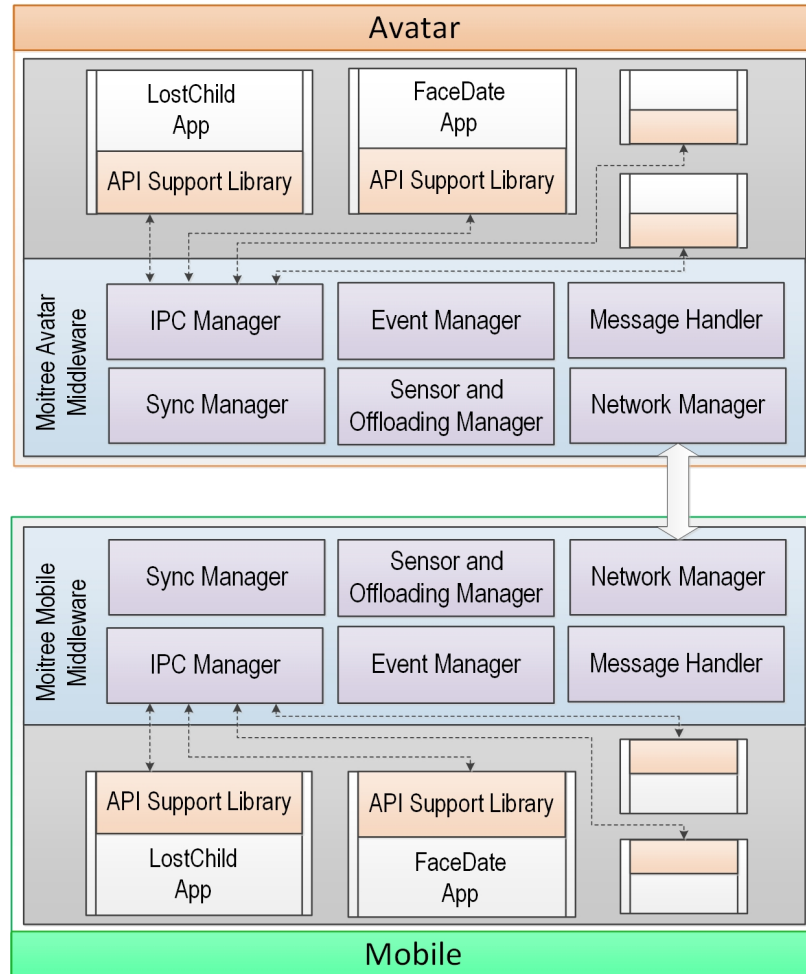 Avatar
LostChild
App
API Support Library
FaceDate
App
API Support Library
Moitree Avatar
Middleware
IPC Manager
Event Manager
Message Handler
Sync Manager
Sensor and
Offloading Manager
Network Manager
Moitree Mobile
Middleware
Sync Manager
Sensor and
Offloading Manager
Network Manager
IPC Manager
Event Manager
Message Handler
API Support Library
LostChild
App
API Support Library
FaceDate
App
Mobile